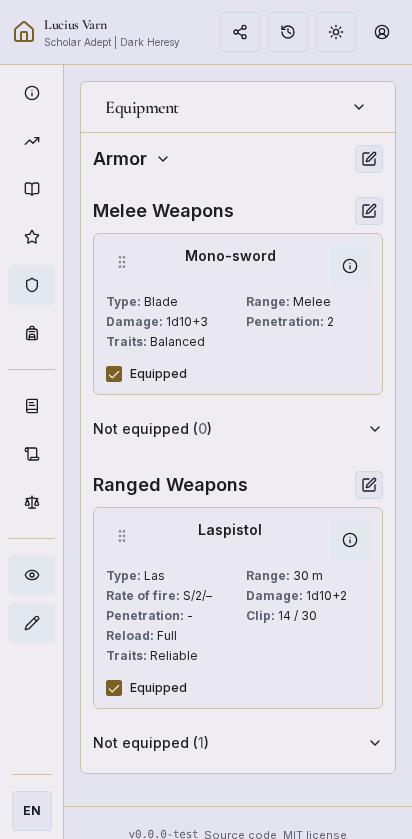 Lucius Varn
Scholar Adept | Dark Heresy
Equipment
Armor
Melee Weapons
Mono-sword
Type: Blade
Range: Melee
Damage: 1d10+3
Penetration: 2
Traits: Balanced
Equipped
Not equipped (0)
Ranged Weapons
Laspistol
Type: Las
Range: 30 m
Rate of fire: S/2/–
Damage: 1d10+2
Penetration: -
Clip: 14 / 30
Reload: Full
Traits: Reliable
Equipped
Not equipped (1)
EN
v0.0.0-test Source code MIT license